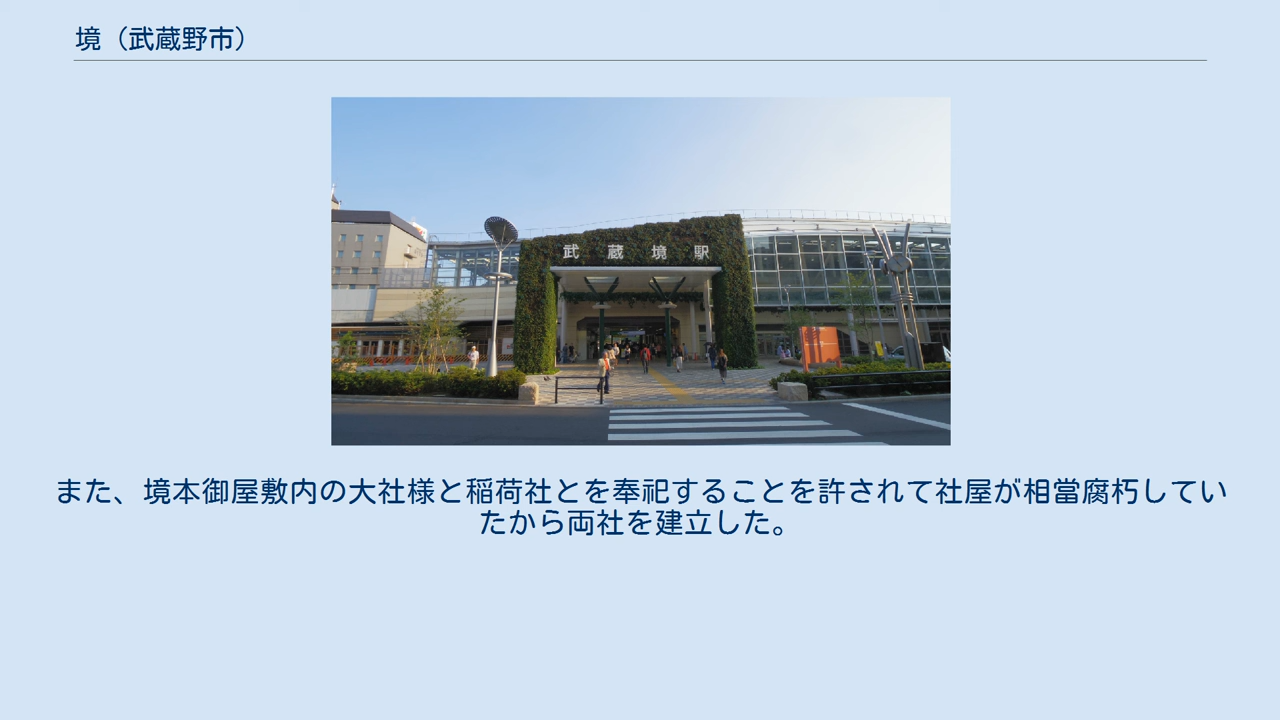 境（武蔵野市）
武蔵境駅
また、境本御屋敷内の大社様と稲荷社とを奉祀することを許されて社屋が相當腐朽してい
たから両社を建立した。